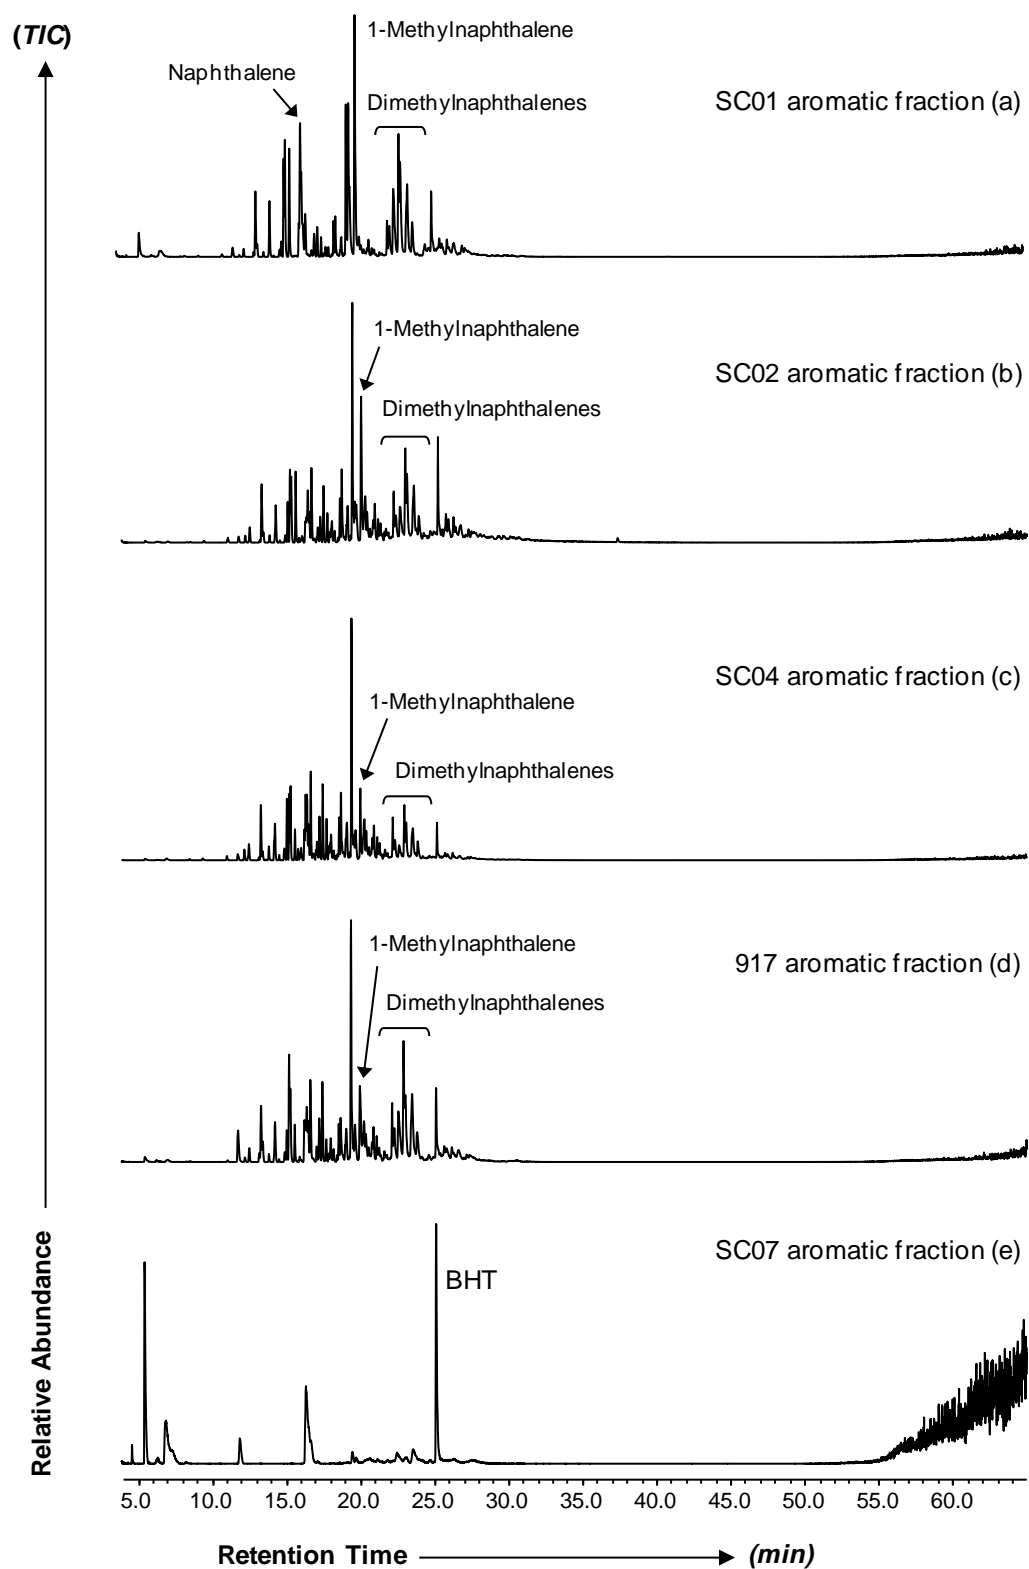 (TIC)
1-Methylnaphthalene
Naphthalene
Dimethylnaphthalenes
SC01 aromatic fraction (a)
1-Methylnaphthalene
SC02 aromatic fraction (b)
Dimethylnaphthalenes
SC04 aromatic fraction (c)
1-Methylnaphthalene
Dimethylnaphthalenes
1-Methylnaphthalene
917 aromatic fraction (d)
Dimethylnaphthalenes
SC07 aromatic fraction (e)
BHT
Relative Abundance
5.0 10.0 15.0 20.0 25.0 30.0 35.0 40.0 45.0 50.0 55.0 60.0
Retention Time (min)